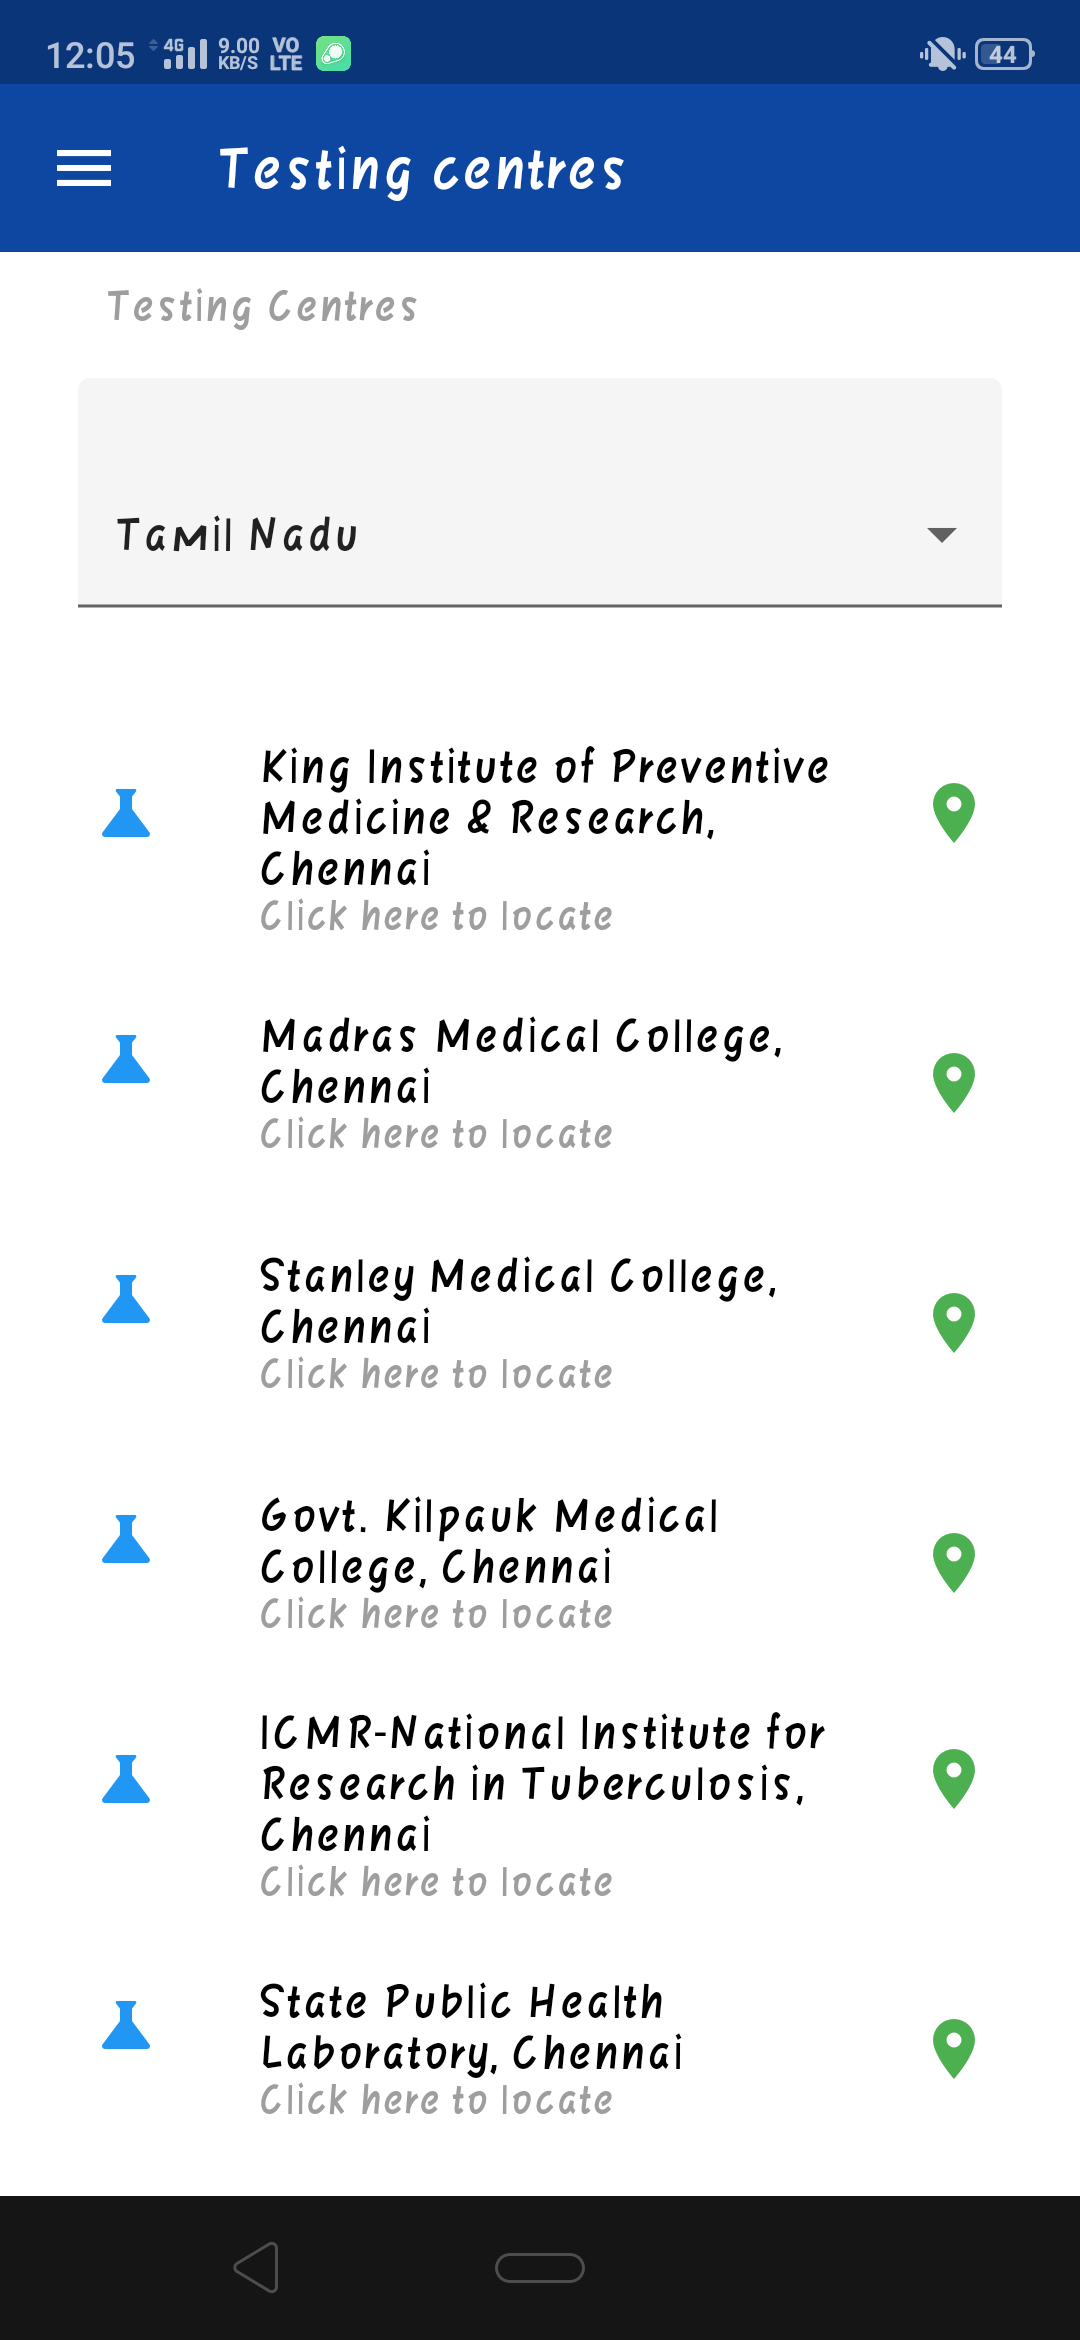 12:05 4G 9.00 KB/S VO LTE 44
Testing centres
Testing Centres
Tamil Nadu
King Institute of Preventive
Medicine & Research,
Chennai
Click here to locate
Madras Medical College,
Chennai
Click here to locate
Stanley Medical College,
Chennai
Click here to locate
Govt. Kilpauk Medical
College, Chennai
Click here to locate
ICMR-National Institute for
Research in Tuberculosis,
Chennai
Click here to locate
State Public Health
Laboratory, Chennai
Click here to locate